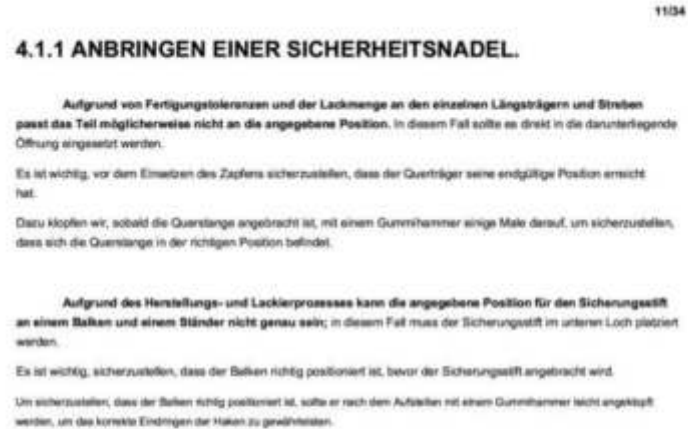 11/34
4.1.1 ANBRINGEN EINER SICHERHEITSNADEL.
Aufgrund von Fertigungstoleranzen und der Lackmenge an den einzelnen Längsträgern und Streben
passt das Teil möglicherweise nicht an die angegebene Position. In diesem Fall sollte es direkt in die darunterliegende
Öffnung eingesetzt werden.
Es ist wichtig, vor dem Einsetzen des Zapfens sicherzustellen, dass der Querträger seine endgültige Position erreicht
hat.
Dazu klopfen wir, sobald die Querstange angebracht ist, mit einem Gummihammer einige Male darauf, um sicherzustellen,
dass sich die Querstange in der richtigen Position befindet.
Aufgrund des Herstellungs- und Lackierprozesses kann die angegebene Position für den Sicherungsstift
an einem Balken und einem Ständer nicht genau sein; in diesem Fall muss der Sicherungsstift im unteren Loch platziert
werden.
Es ist wichtig, sicherzustellen, dass der Balken richtig positioniert ist, bevor der Sicherungsstift angebracht wird.
Um sicherzustellen, dass der Balken richtig positioniert ist, sollte er nach dem Aufstellen mit einem Gummihammer leicht angeklopft
werden, um das korrekte Eindringen der Haken zu gewährleisten.